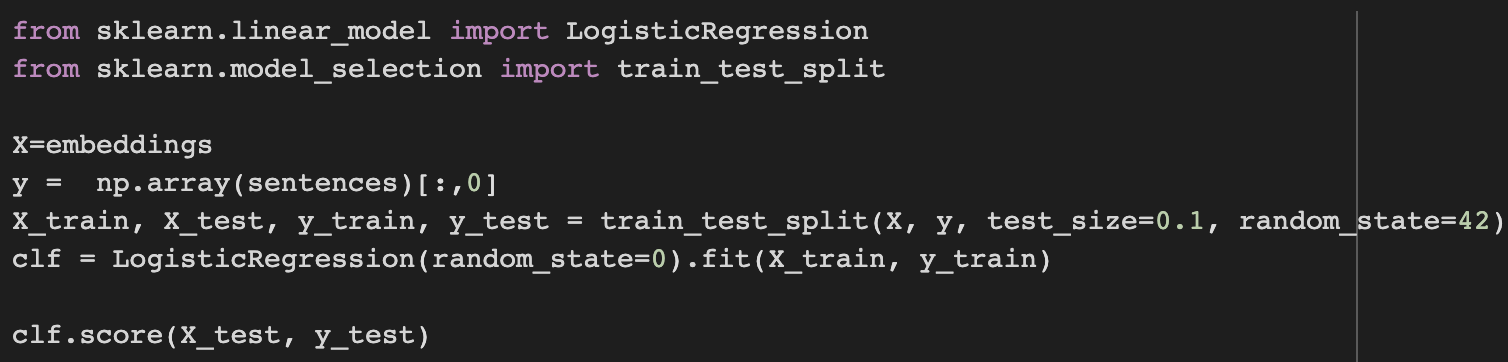 from sklearn.linear_model import LogisticRegression
from sklearn.model_selection import train_test_split
X=embeddings
y =  np.array(sentences)[:,0]
X_train, X_test, y_train, y_test = train_test_split(X, y, test_size=0.1, random_state=42)
clf = LogisticRegression(random_state=0).fit(X_train, y_train)
clf.score(X_test, y_test)